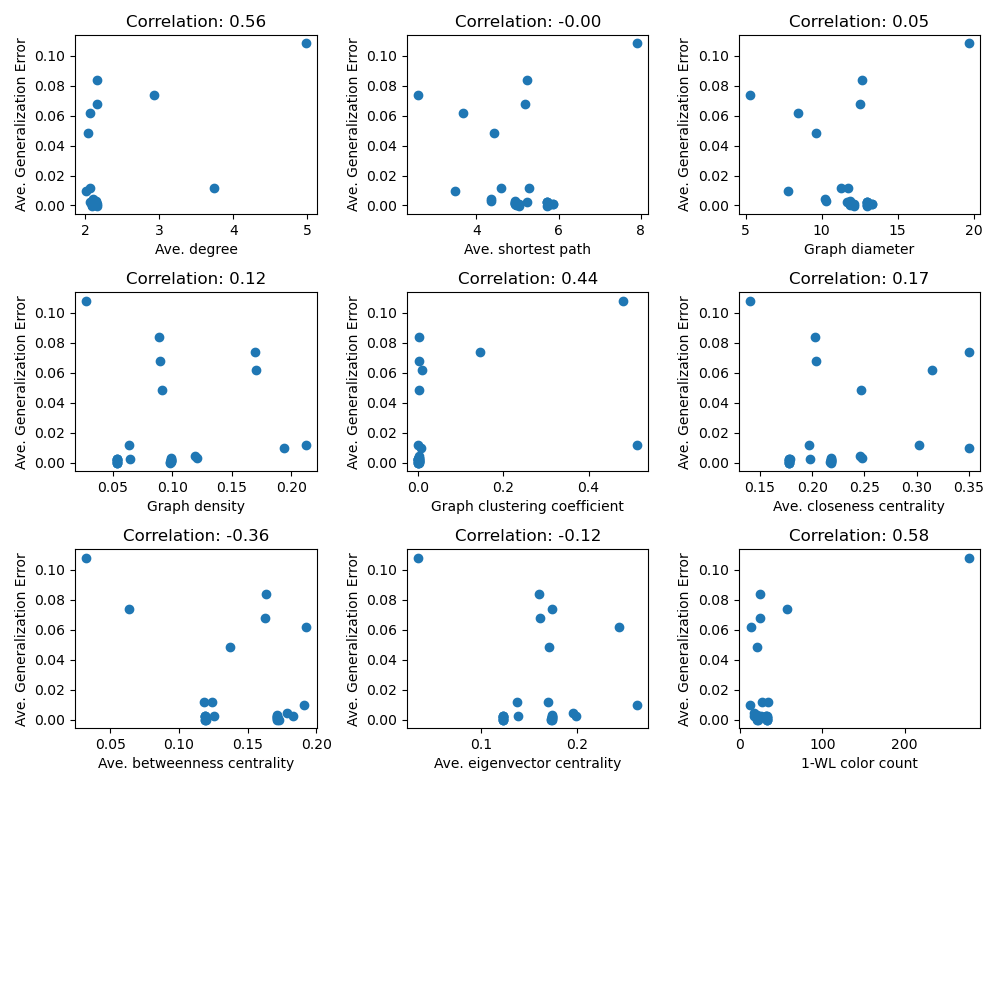 Correlation: 0.56 Correlation: -0.00 Correlation: 0.05
Ave. Generalization Error
0.10
0.08
0.06
0.04
0.02
0.00
2 3 4 5
Ave. degree
Ave. Generalization Error
0.10
0.08
0.06
0.04
0.02
0.00
4 6 8
Ave. shortest path
Ave. Generalization Error
0.10
0.08
0.06
0.04
0.02
0.00
5 10 15 20
Graph diameter
Correlation: 0.12 Correlation: 0.44 Correlation: 0.17
Ave. Generalization Error
0.10
0.08
0.06
0.04
0.02
0.00
0.05 0.10 0.15 0.20
Graph density
Ave. Generalization Error
0.10
0.08
0.06
0.04
0.02
0.00
0.0 0.2 0.4
Graph clustering coefficient
Ave. Generalization Error
0.10
0.08
0.06
0.04
0.02
0.00
0.15 0.20 0.25 0.30 0.35
Ave. closeness centrality
Correlation: -0.36 Correlation: -0.12 Correlation: 0.58
Ave. Generalization Error
0.10
0.08
0.06
0.04
0.02
0.00
0.05 0.10 0.15 0.20
Ave. betweenness centrality
Ave. Generalization Error
0.10
0.08
0.06
0.04
0.02
0.00
0.1 0.2
Ave. eigenvector centrality
Ave. Generalization Error
0.10
0.08
0.06
0.04
0.02
0.00
0 100 200
1-WL color count